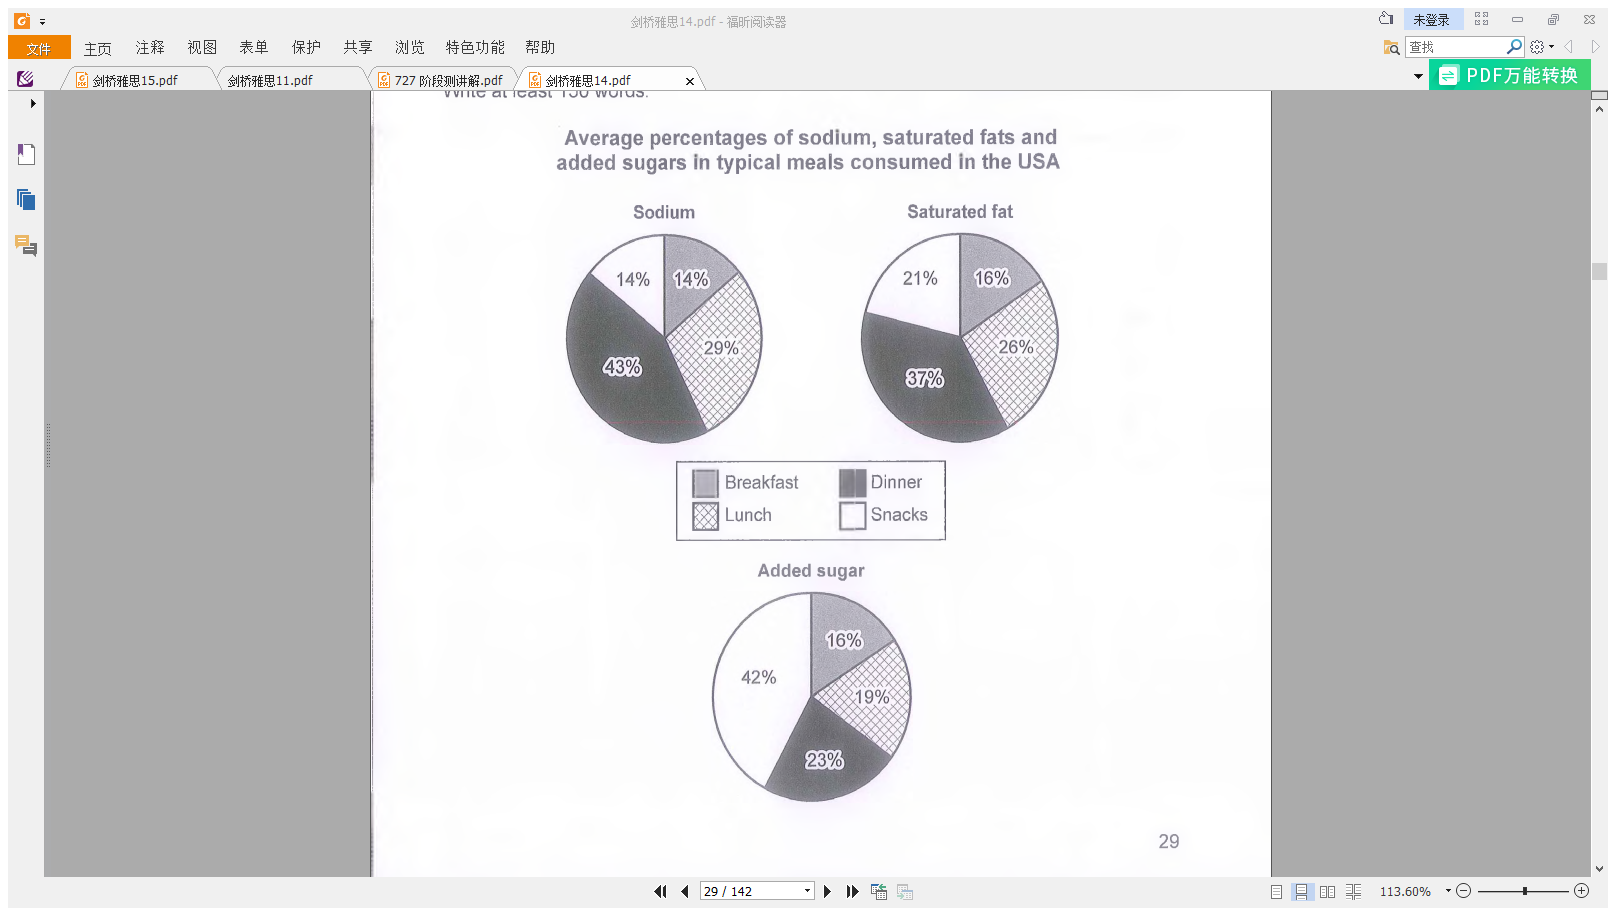 剑桥雅思14.pdf - 福昕阅读器
未登录
文件 主页 注释 视图 表单 保护 共享 浏览 特色功能 帮助
查找
剑桥雅思15.pdf 剑桥雅思11.pdf 727 阶段测讲解.pdf 剑桥雅思14.pdf
PDF万能转换
Write at least 150 words.
Average percentages of sodium, saturated fats and
added sugars in typical meals consumed in the USA
Sodium
Saturated fat
14% 14%
29%
43%
21% 16%
26%
37%
Breakfast Dinner
Lunch Snacks
Added sugar
16%
42%
19%
23%
29
29 / 142
113.60%